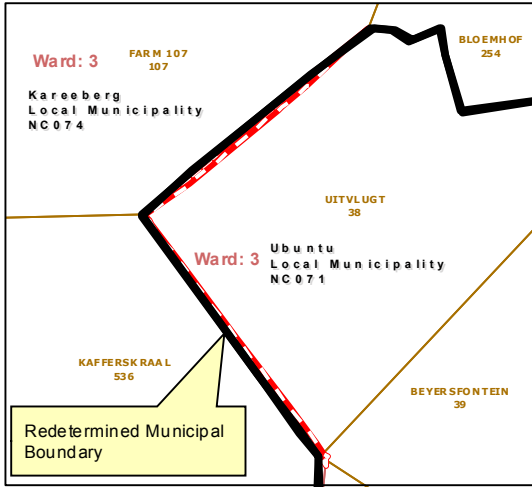 FARM 107
107
BLOEMHOF
254
Ward: 3
Kareeberg
Local Municipality
NC074
UITVLUGT
38
Ward: 3
Ubuntu
Local Municipality
NC071
KAFFERSKRAAL
536
BEYERSFONTEIN
39
Redetermined Municipal
Boundary